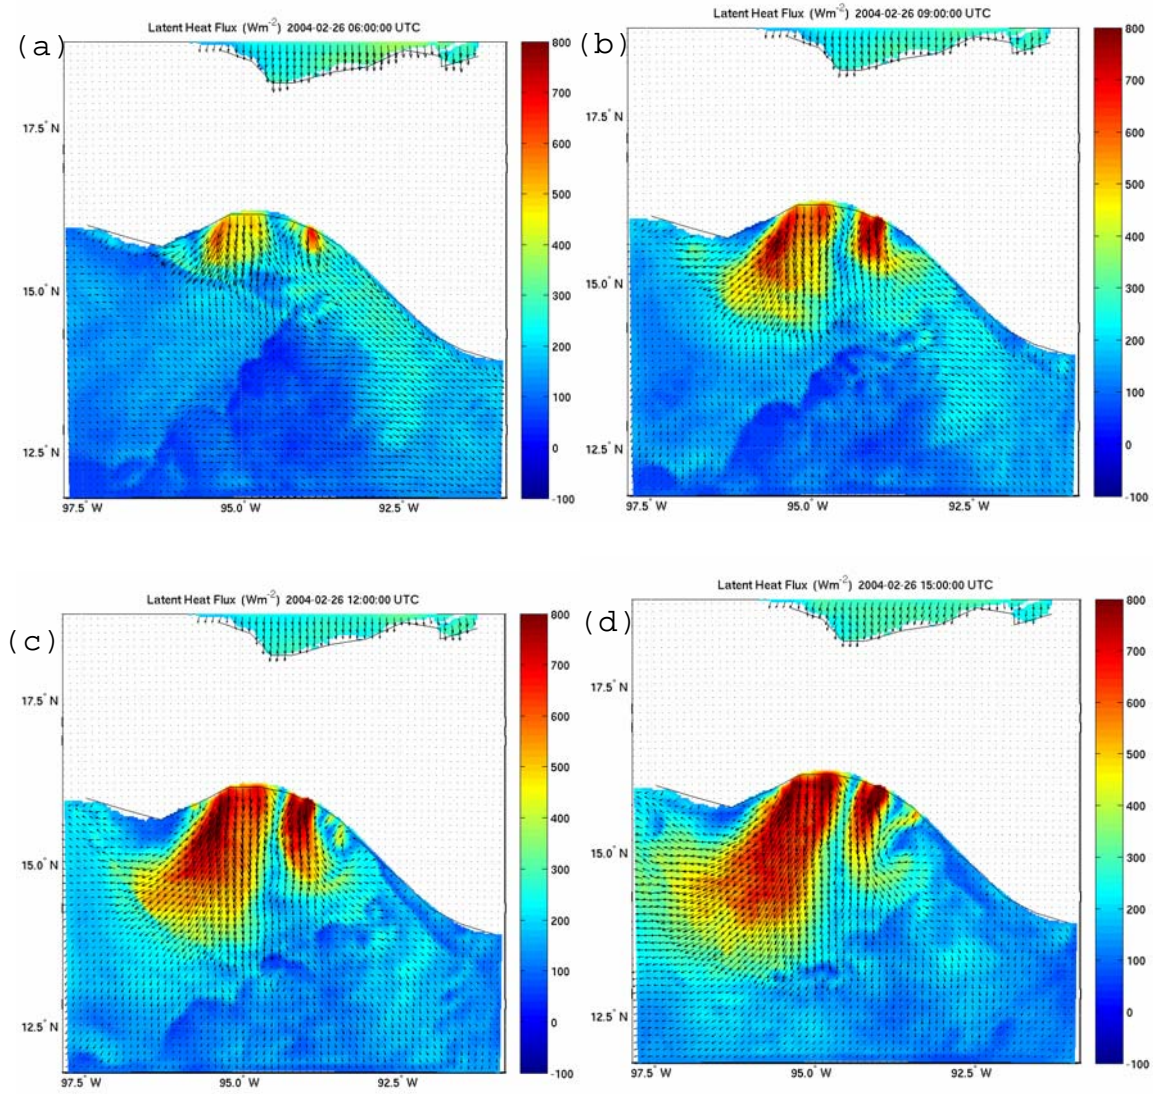 (a)
Latent Heat Flux (Wm-2) 2004-02-26 06:00:00 UTC
17.5° N
15.0° N
12.5° N
97.5° W
95.0° W
92.5° W
800
700
600
500
400
300
200
100
0
-100
(b)
Latent Heat Flux (Wm-2) 2004-02-26 09:00:00 UTC
17.5° N
15.0° N
12.5° N
97.5° W
95.0° W
92.5° W
800
700
600
500
400
300
200
100
0
-100
(c)
Latent Heat Flux (Wm-2) 2004-02-26 12:00:00 UTC
17.5° N
15.0° N
12.5° N
97.5° W
95.0° W
92.5° W
800
700
600
500
400
300
200
100
0
-100
(d)
Latent Heat Flux (Wm-2) 2004-02-26 15:00:00 UTC
17.5° N
15.0° N
12.5° N
97.5° W
95.0° W
92.5° W
800
700
600
500
400
300
200
100
0
-100